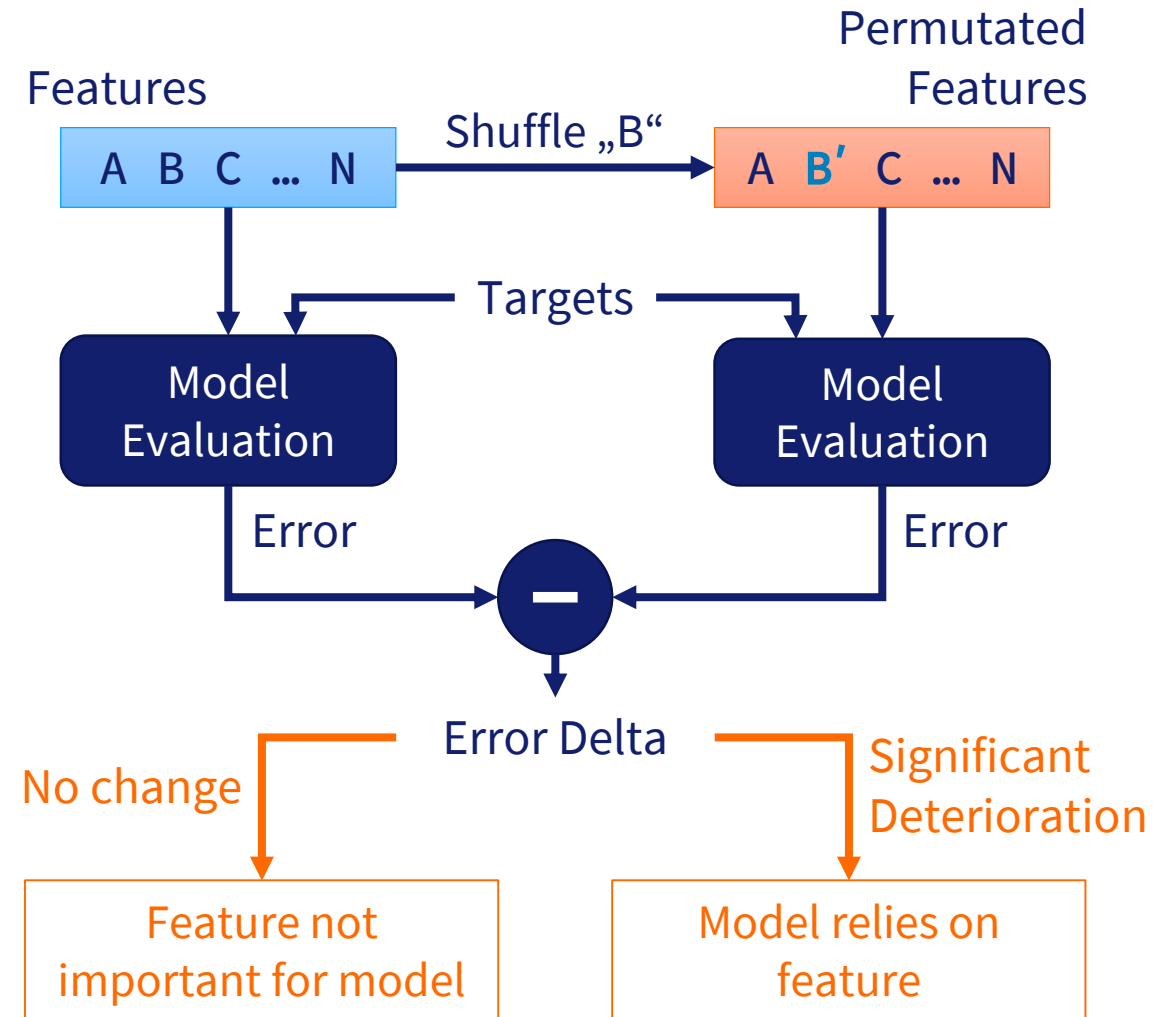 Permutated
Features
Features
Shuffle „B“
A B C ... N
A B′ C ... N
Targets
Model
Evaluation
Model
Evaluation
Error
Error
–
Error Delta
No change
Significant
Deterioration
Feature not
important for model
Model relies on
feature